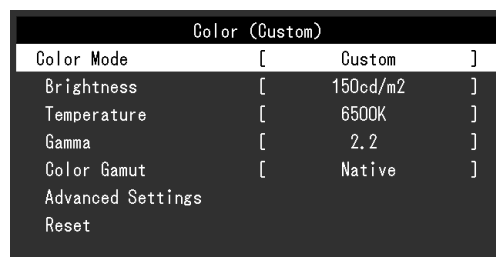 Color (Custom)
Color Mode [ Custom ]
Brightness [ 150cd/m2 ]
Temperature [ 6500K ]
Gamma [ 2.2 ]
Color Gamut [ Native ]
Advanced Settings
Reset